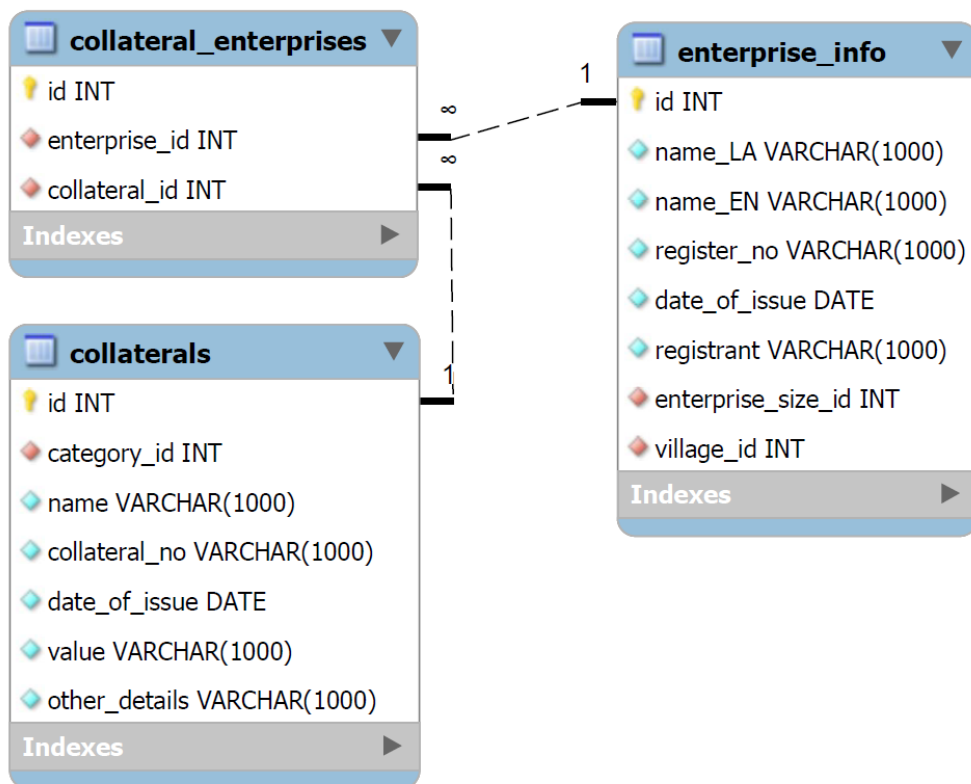 collateral_enterprises
id INT
enterprise_id INT
collateral_id INT
Indexes
∞
∞
1
1
collaterals
id INT
category_id INT
name VARCHAR(1000)
collateral_no VARCHAR(1000)
date_of_issue DATE
value VARCHAR(1000)
other_details VARCHAR(1000)
Indexes
enterprise_info
id INT
name_LA VARCHAR(1000)
name_EN VARCHAR(1000)
register_no VARCHAR(1000)
date_of_issue DATE
registrant VARCHAR(1000)
enterprise_size_id INT
village_id INT
Indexes